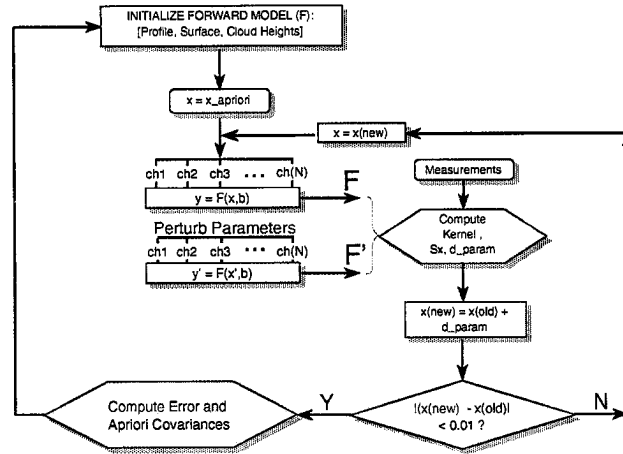 INITIALIZE FORWARD MODEL (F):
[Profile, Surface, Cloud Heights]
x = x_apriori
x = x(new)
ch1 ch2 ch3 ••• ch(N)
y = F(x,b)
F
Measurements
Perturb Parameters
ch1 ch2 ch3 ••• ch(N)
y' = F(x',b)
F'
Compute
Kernel ,
Sx, d_param
x(new) = x(old) +
d_param
Compute Error and
Apriori Covariances
Y
|(x(new) - x(old)|
< 0.01 ?
N